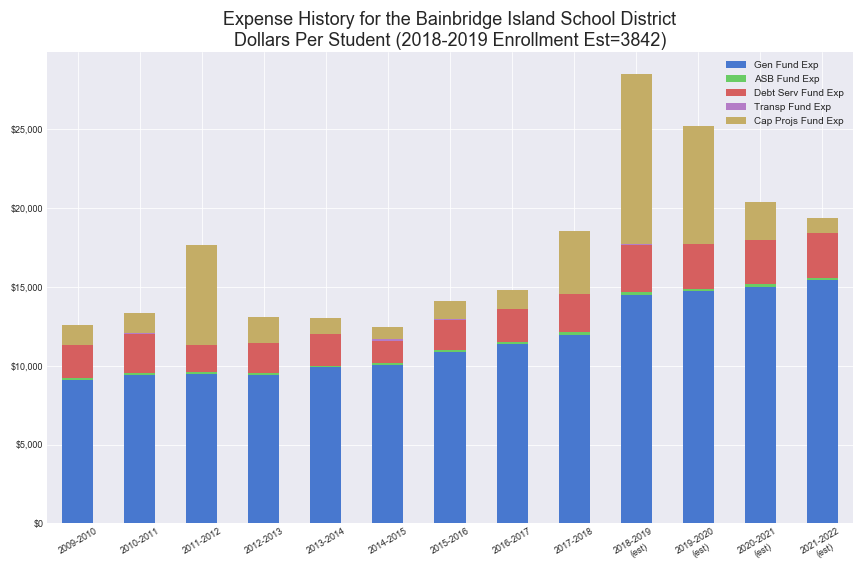 Expense History for the Bainbridge Island School District
Dollars Per Student (2018-2019 Enrollment Est=3842)
Gen Fund Exp
ASB Fund Exp
Debt Serv Fund Exp
Transp Fund Exp
Cap Projs Fund Exp
$25,000
$20,000
$15,000
$10,000
$5,000
$0
2009-2010
2010-2011
2011-2012
2012-2013
2013-2014
2014-2015
2015-2016
2016-2017
2017-2018
2018-2019
(est)
2019-2020
(est)
2020-2021
(est)
2021-2022
(est)